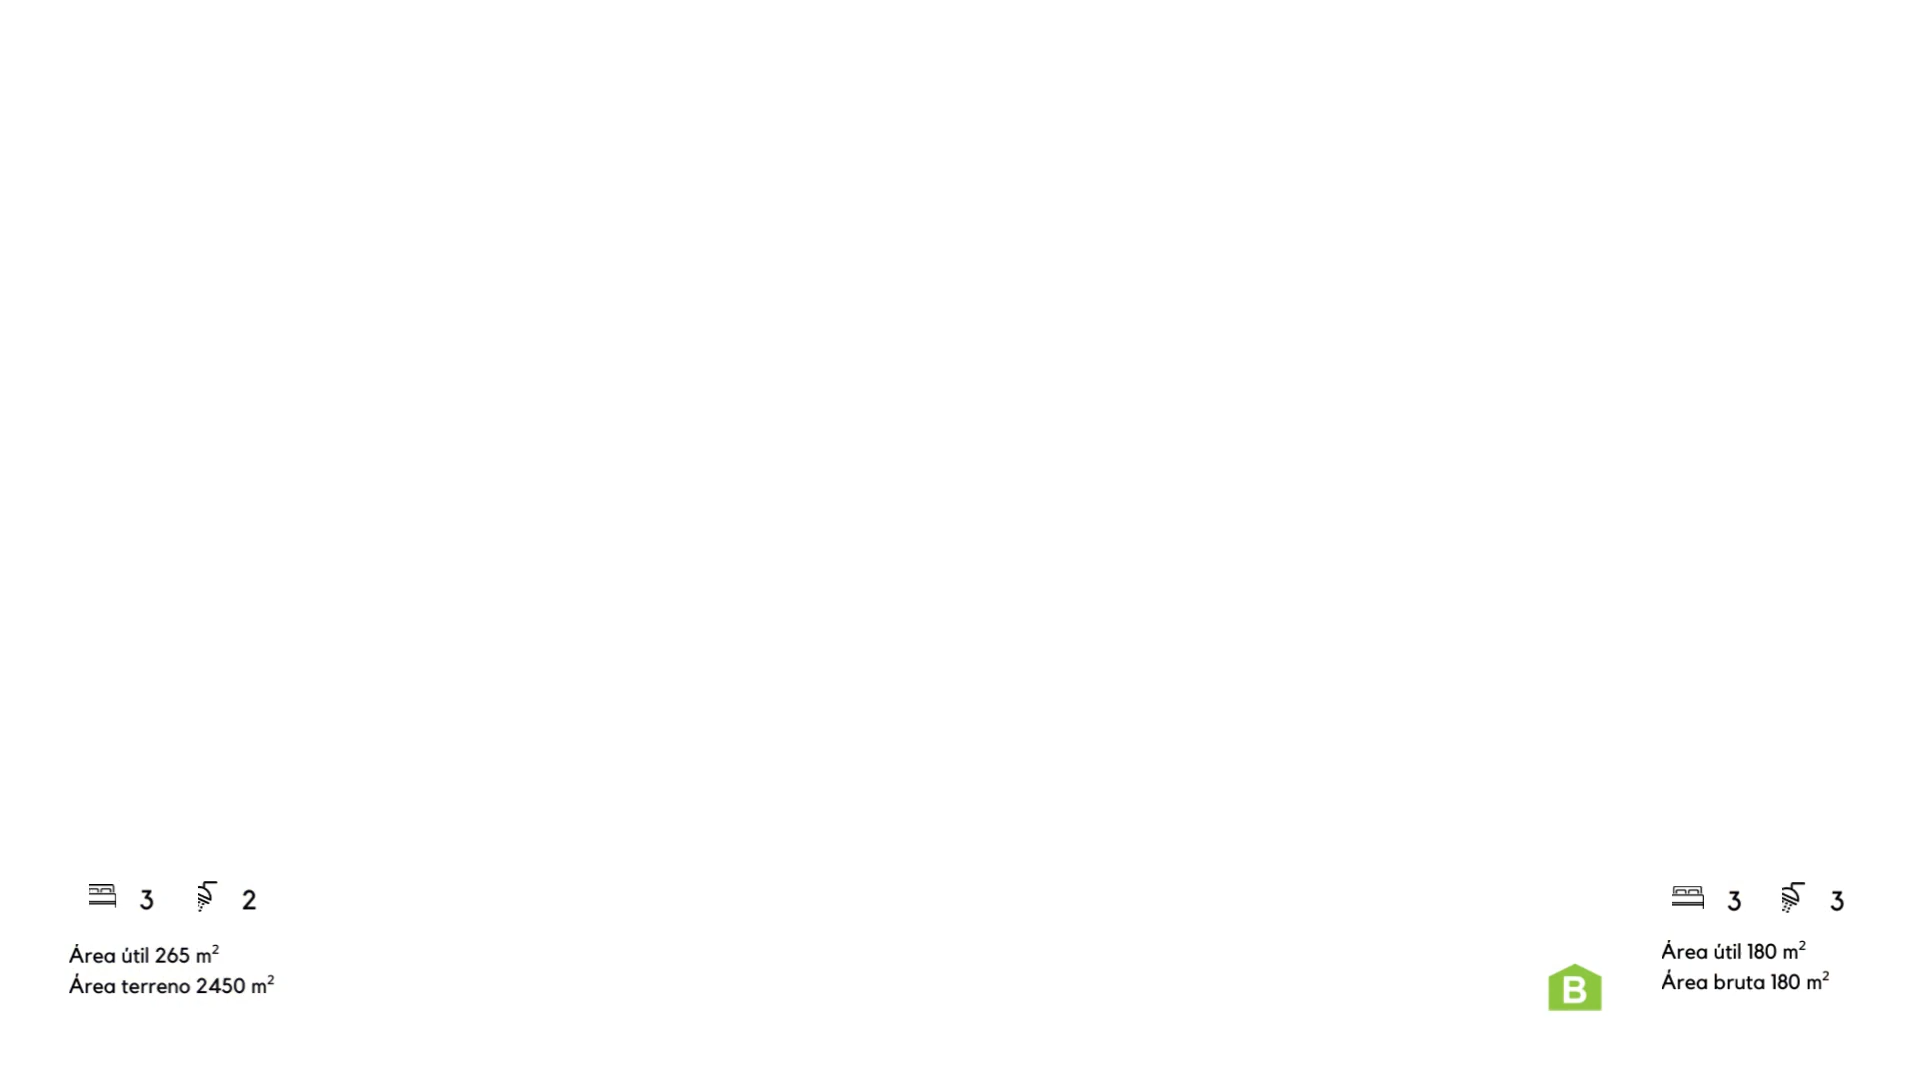 3 2
Área útil 265 m²
Área terreno 2450 m²
3 3
Área útil 180 m²
Área bruta 180 m²
B